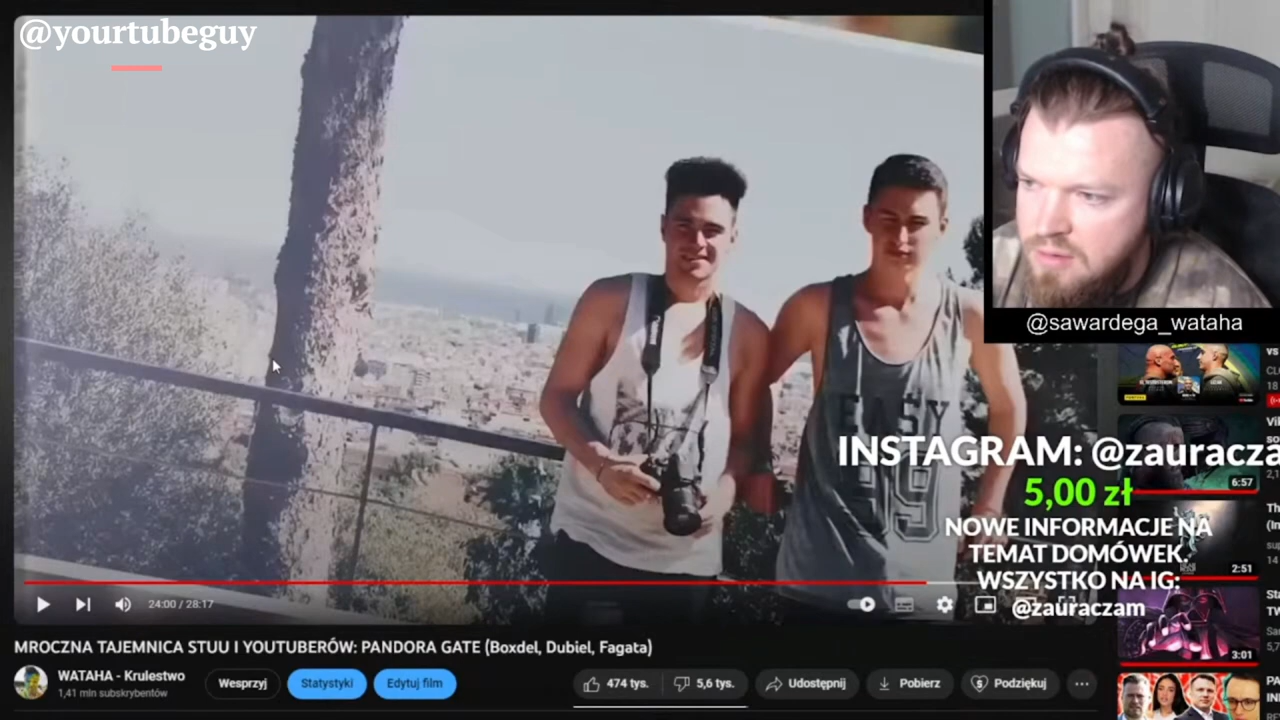 @yourtubeguy
EASY
99
@sawardega_wataha
INSTAGRAM: @zauracza
5,00 zł
NOWE INFORMACJE NA
TEMAT DOMÓWEK.
WSZYSTKO NA IG:
@zauraczam
24:00 / 28:17
6:57
2:51
3:01
MROCZNA TAJEMNICA STUU I YOUTUBERÓW: PANDORA GATE (Boxdel, Dubiel, Fagata)
WATAHA - Krulestwo
1,41 mln subskrybentów
Wesprzyj
Statystyki
Edytuj film
474 tys.
5,6 tys.
Udostępnij
Pobierz
Podziękuj